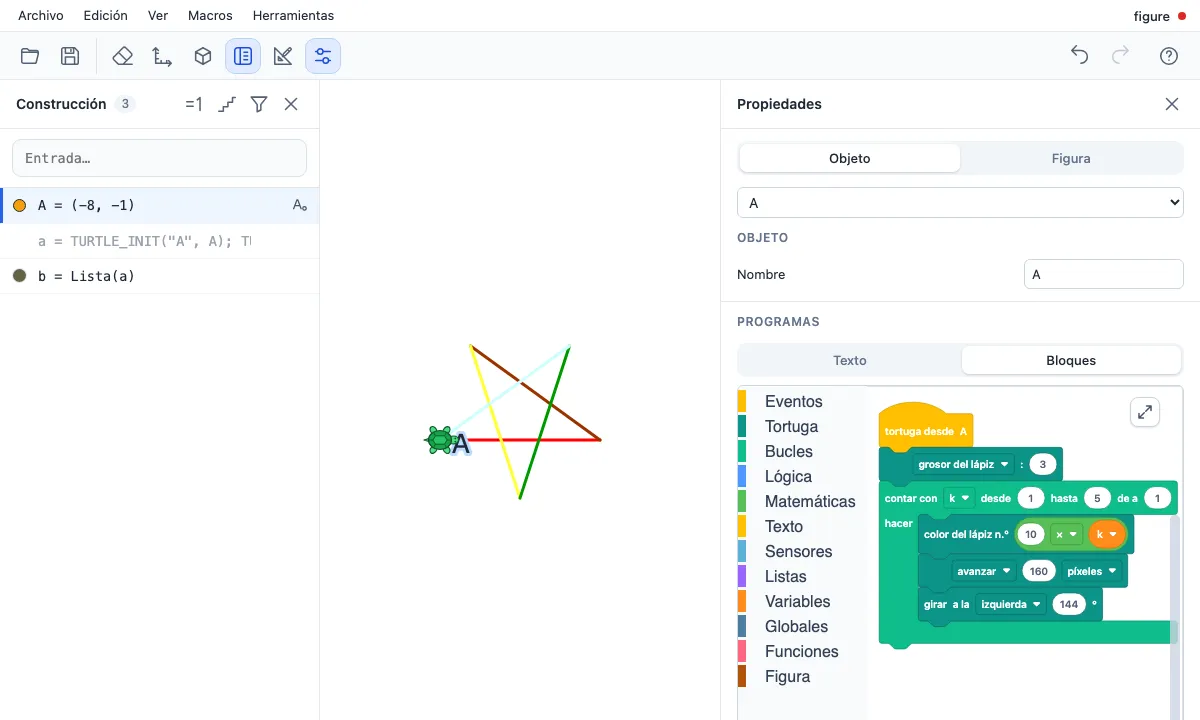 Archivo Edición Ver Macros Herramientas figure
Construcción 3 =1
Propiedades
Entrada…
Objeto Figura
A = (−8, −1)
A
a = TURTLE_INIT("A", A); TU
OBJETO
b = Lista(a)
Nombre A
PROGRAMAS
Texto Bloques
Eventos
Tortuga
Bucles
Lógica
Matemáticas
Texto
Sensores
Listas
Variables
Globales
Funciones
Figura
tortuga desde A
grosor del lápiz : 3
contar con k desde 1 hasta 5 de a 1
hacer
color del lápiz n.° 10 × k
avanzar 160 píxeles
girar a la izquierda 144 °
A